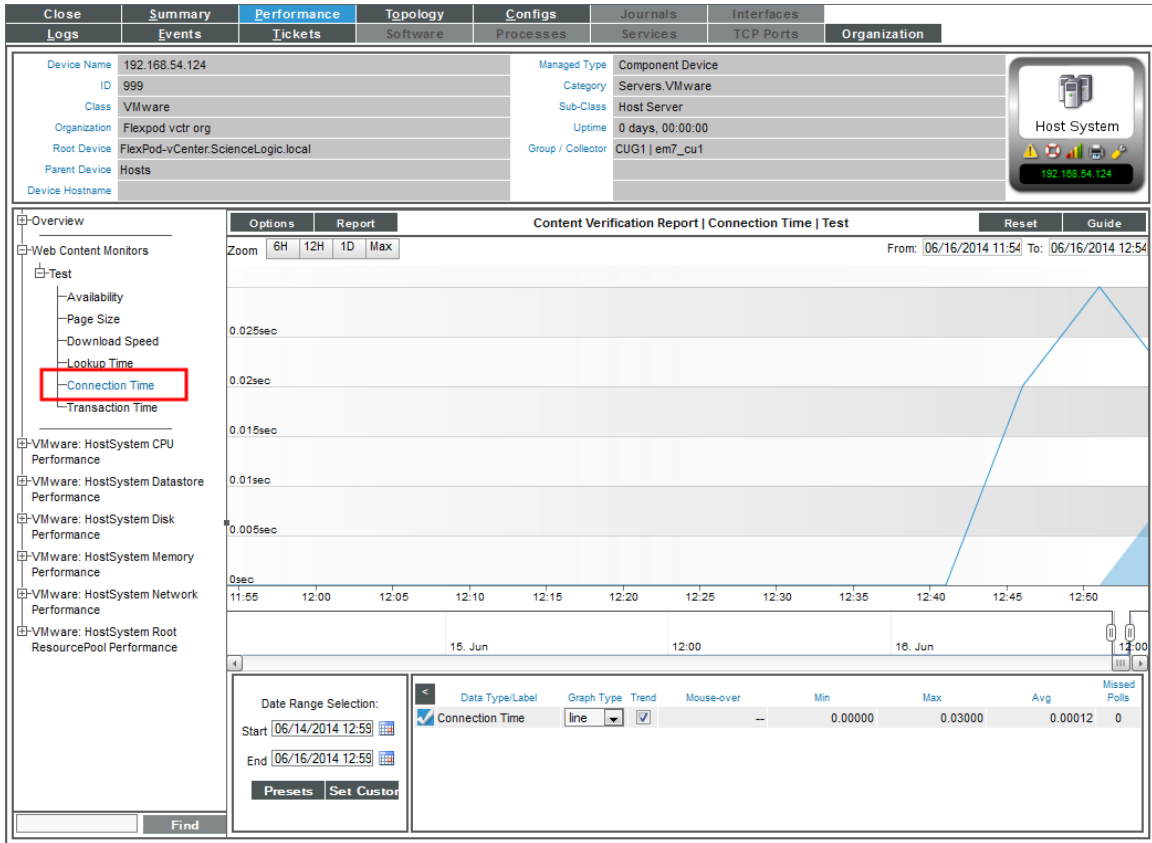 Close Summary Performance Topology Configs Journals Interfaces
Logs Events Tickets Software Processes Services TCP Ports Organization
Device Name 192.168.54.124 Managed Type Component Device
ID 999 Category Servers.VMware
Class VMware Sub-Class Host Server
Organization Flexpod vctr org Uptime 0 days, 00:00:00
Root Device FlexPod-vCenter.ScienceLogic.local Group / Collector CUG1 | em7_cu1
Parent Device Hosts
Device Hostname
Host System
192.168.54.124
Overview
Web Content Monitors
Test
Availability
Page Size
Download Speed
Lookup Time
Connection Time
Transaction Time
VMware: HostSystem CPU
Performance
VMware: HostSystem Datastore
Performance
VMware: HostSystem Disk
Performance
VMware: HostSystem Memory
Performance
VMware: HostSystem Network
Performance
VMware: HostSystem Root
ResourcePool Performance
Find
Options Report Content Verification Report | Connection Time | Test Reset Guide
Zoom 6H 12H 1D Max From: 06/16/2014 11:54 To: 06/16/2014 12:54
0.025sec
0.02sec
0.015sec
0.01sec
0.005sec
0sec
11:55 12:00 12:05 12:10 12:15 12:20 12:25 12:30 12:35 12:40 12:45 12:50
15. Jun 12:00 16. Jun 12:00
Date Range Selection:
Start 06/14/2014 12:59
End 06/16/2014 12:59
Presets Set Custor
< Data Type/Label Graph Type Trend Mouse-over Min Max Avg Missed
Polls
Connection Time line -- 0.00000 0.03000 0.00012 0